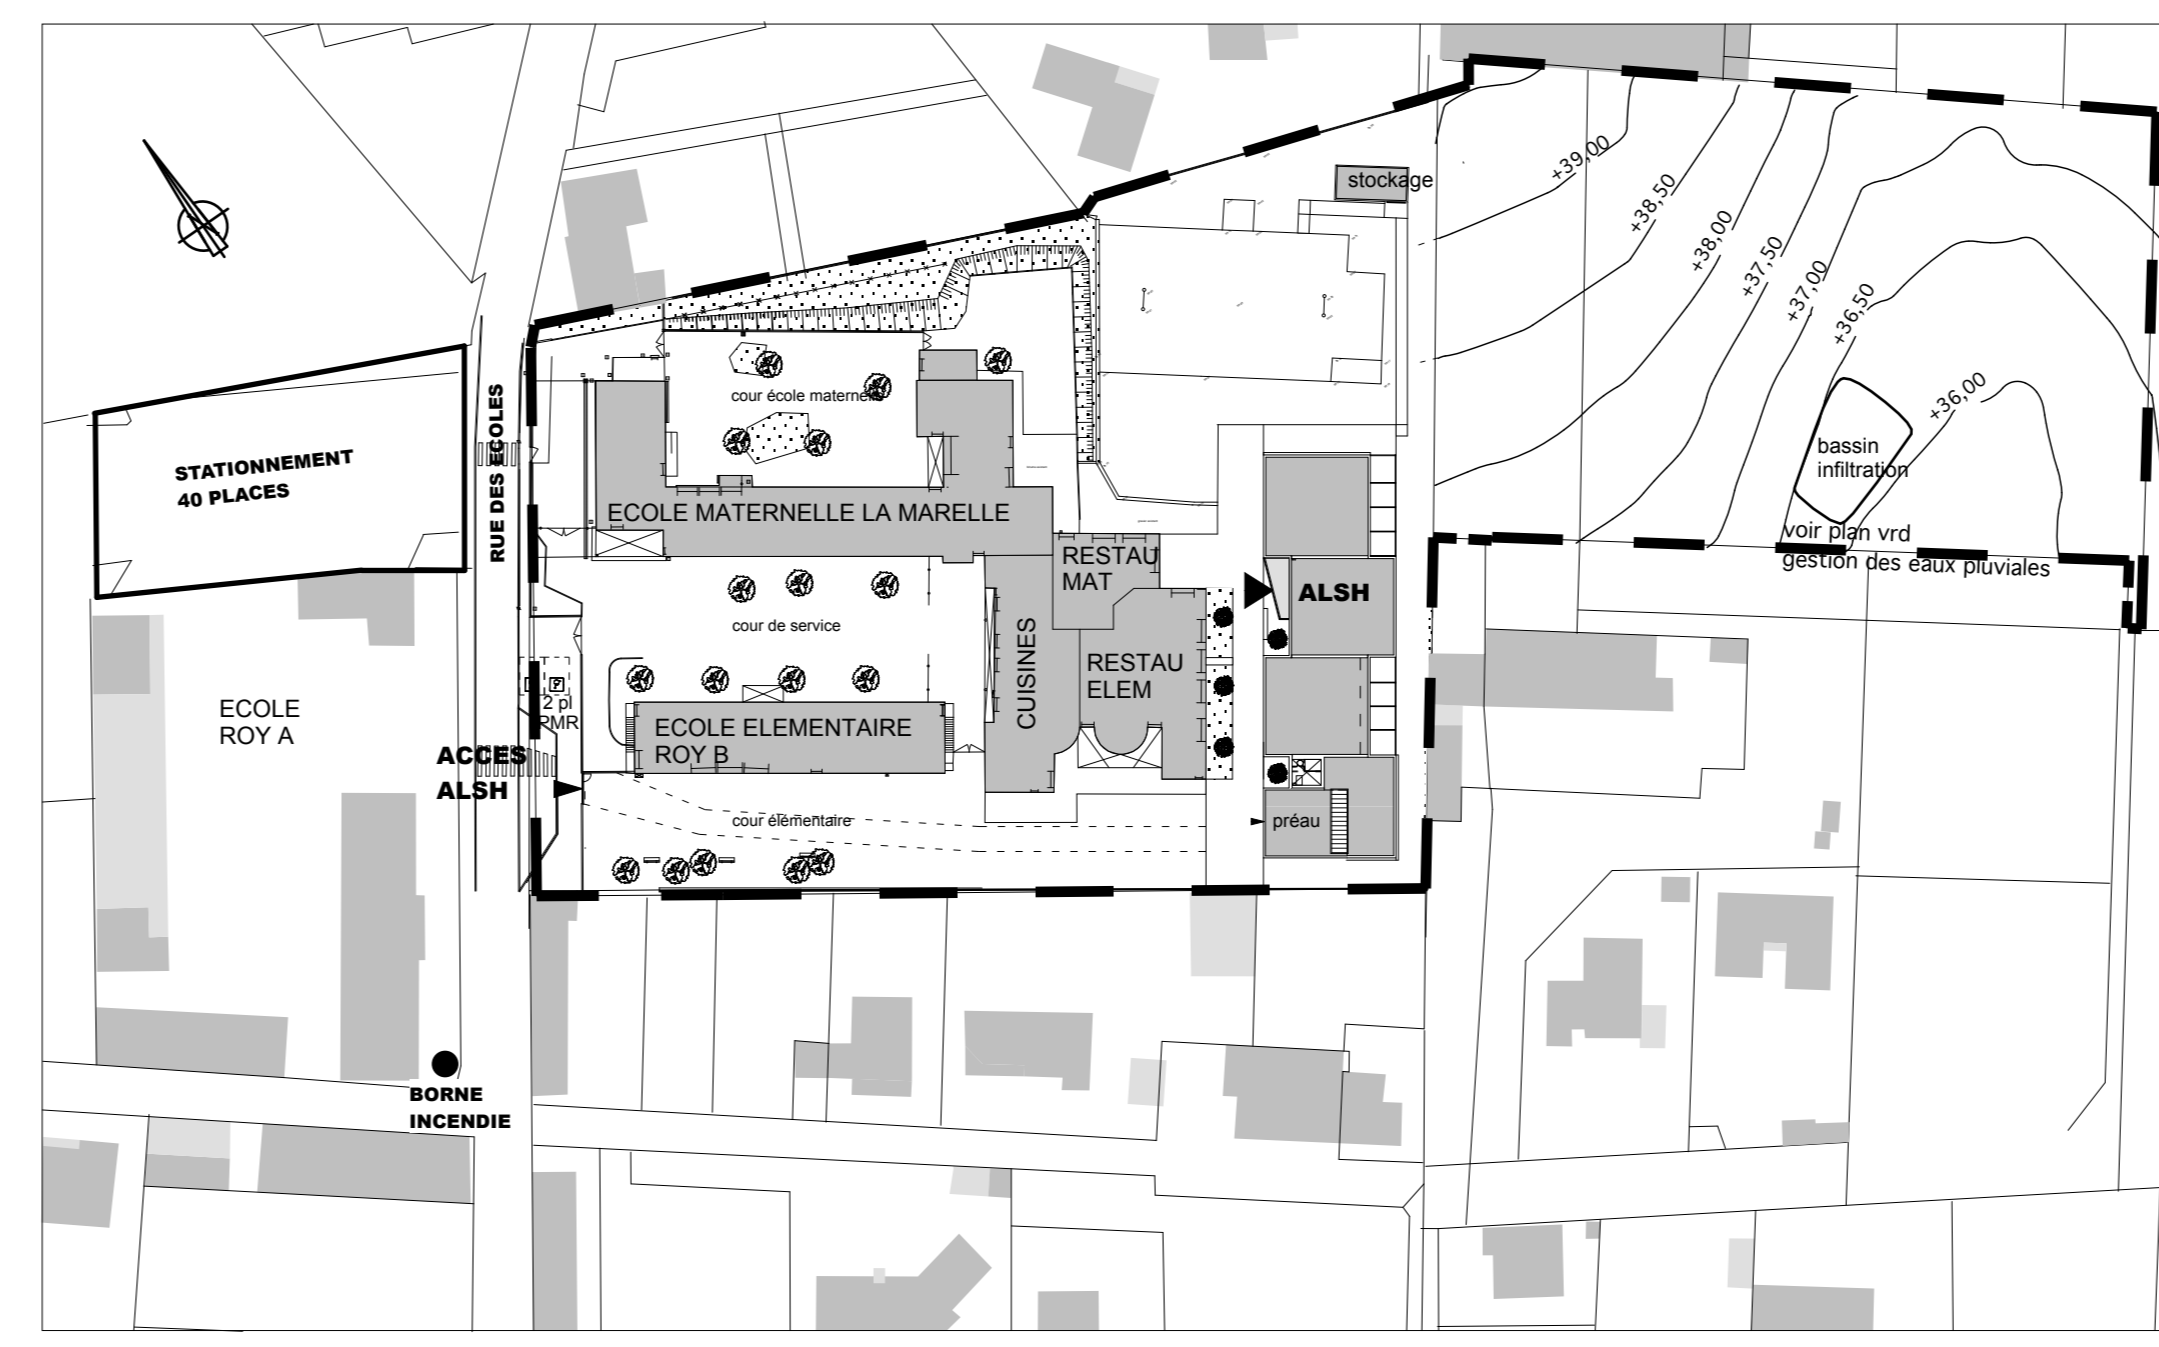 stockage
+39,00
+38,50
+38,00
+37,50
+37,00
+36,50
+36,00
bassin
infiltration
voir plan vrd
gestion des eaux pluviales
STATIONNEMENT
40 PLACES
RUE DES ECOLES
cour école maternelle
ECOLE MATERNELLE LA MARELLE
RESTAU
MAT
ALSH
cour de service
CUISINES
RESTAU
ELEM
ECOLE
ROY A
2 pl
PMR
ECOLE ELEMENTAIRE
ROY B
ACCES
ALSH
cour élémentaire
préau
BORNE
INCENDIE